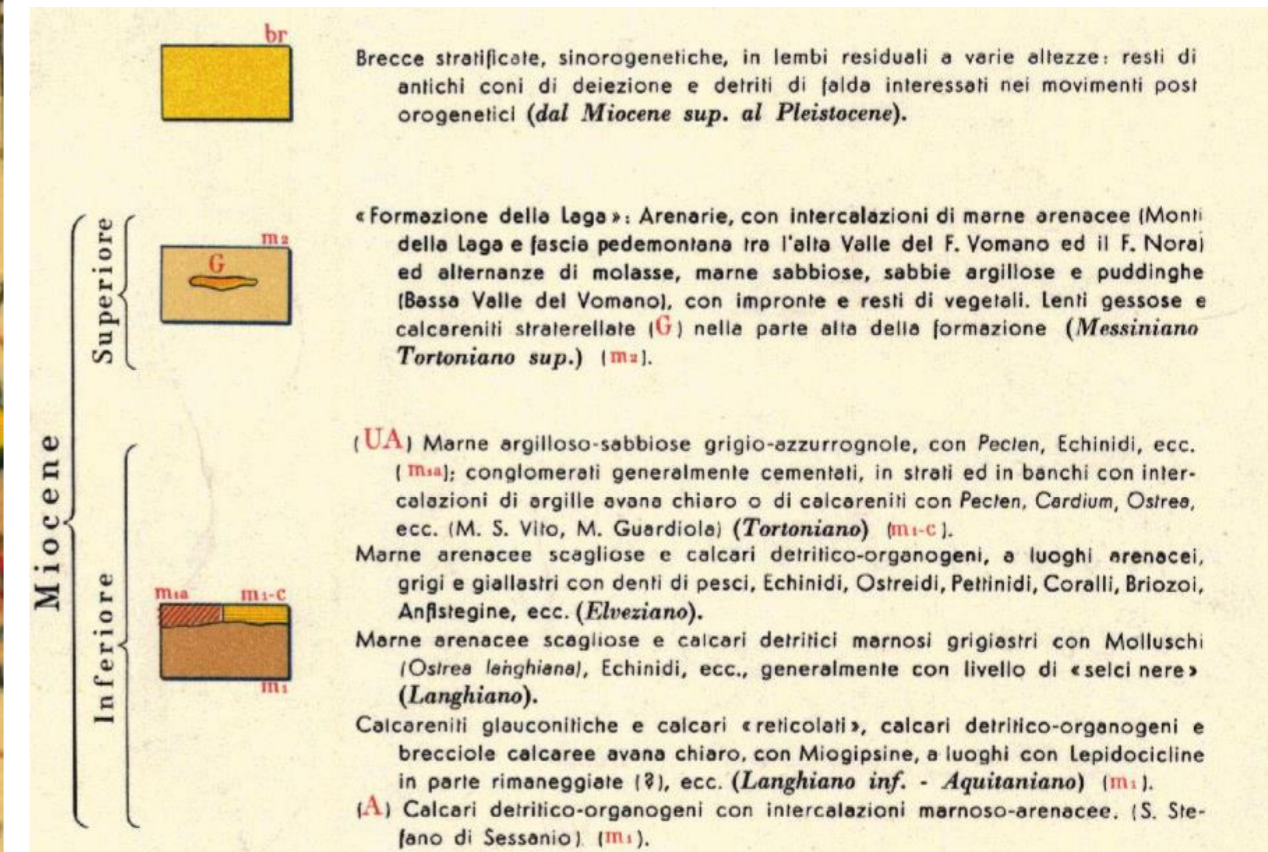 br
Brecce stratificate, sinorogenetiche, in lembi residuali a varie altezze: resti di
antichi coni di deiezione e detriti di falda interessati nei movimenti post
orogenetici (dal Miocene sup. al Pleistocene).
Miocene
Superiore
m2
G
«Formazione della Laga»: Arenarie, con intercalazioni di marne arenacee (Monti
della Laga e fascia pedemontana tra l'alta Valle del F. Vomano ed il F. Nora)
ed alternanze di molasse, marne sabbiose, sabbie argillose e puddinghe
(Bassa Valle del Vomano), con impronte e resti di vegetali. Lenti gessose e
calcareniti straterellate (G) nella parte alta della formazione (Messiniano
Tortoniano sup.) (m2).
Inferiore
m1a m1-c
m1
(UA) Marne argilloso-sabbiose grigio-azzurrognole, con Pecten, Echinidi, ecc.
(m1a); conglomerati generalmente cementati, in strati ed in banchi con inter-
calazioni di argille avana chiaro o di calcareniti con Pecten, Cardium, Ostrea,
ecc. (M. S. Vito, M. Guardiola) (Tortoniano) (m1-c).
Marne arenacee scagliose e calcari detritico-organogeni, a luoghi arenacei,
grigi e giallastri con denti di pesci, Echinidi, Ostreidi, Pettinidi, Coralli, Briozoi,
Anfistegine, ecc. (Elveziano).
Marne arenacee scagliose e calcari detritici marnosi grigiastri con Molluschi
(Ostrea langhiana), Echinidi, ecc., generalmente con livello di «selci nere»
(Langhiano).
Calcareniti glauconitiche e calcari «reticolati», calcari detritico-organogeni e
brecciole calcaree avana chiaro, con Miogipsine, a luoghi con Lepidocicline
in parte rimaneggiate (?), ecc. (Langhiano inf. - Aquitaniano) (m1).
(A) Calcari detritico-organogeni con intercalazioni marnoso-arenacee. (S. Ste-
fano di Sessanio) (m1).